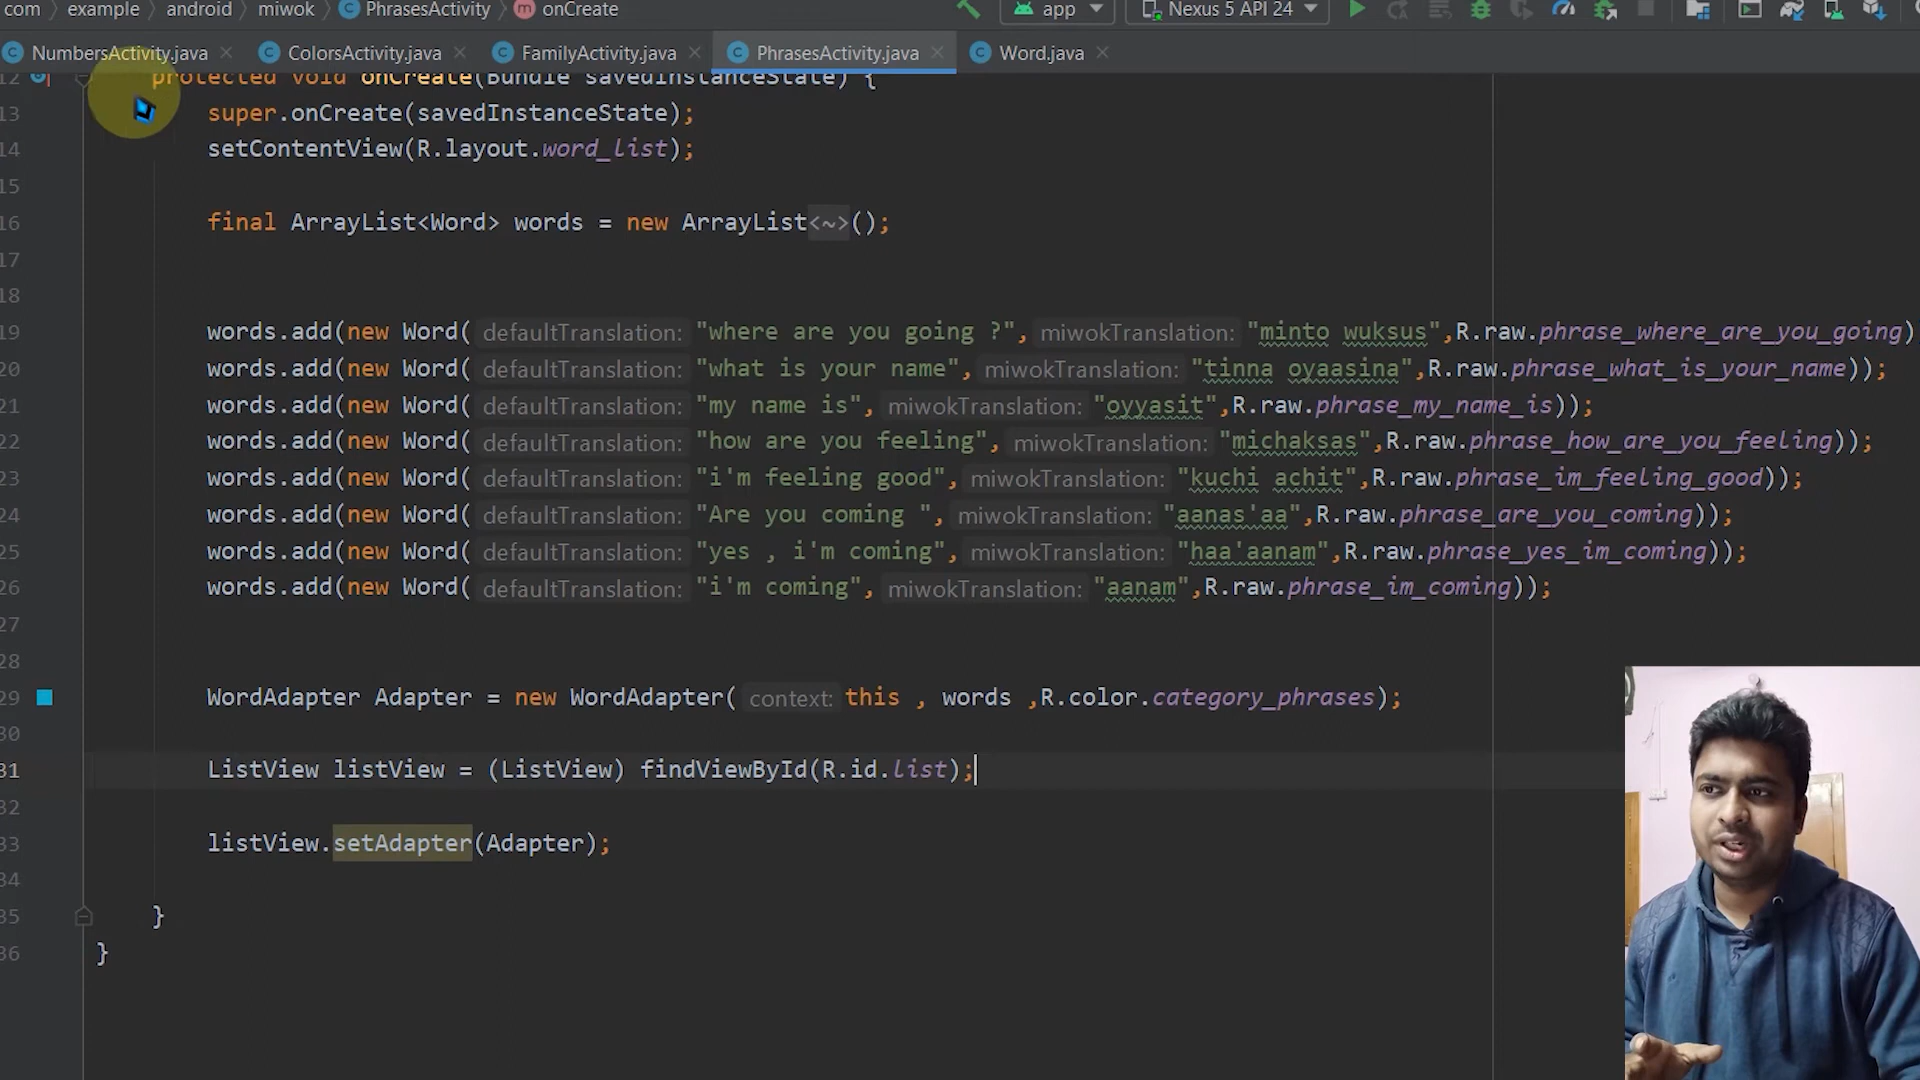 com example android miwok PhrasesActivity onCreate app Nexus 5 API 24
NumbersActivity.java ColorsActivity.java FamilyActivity.java PhrasesActivity.java Word.java
12 protected void onCreate(Bundle savedInstanceState) {
13 super.onCreate(savedInstanceState);
14 setContentView(R.layout.word_list);
15
16 final ArrayList<Word> words = new ArrayList<~>();
17
18
19 words.add(new Word( defaultTranslation: "where are you going ?", miwokTranslation: "minto wuksus",R.raw.phrase_where_are_you_going)
20 words.add(new Word( defaultTranslation: "what is your name", miwokTranslation: "tinna oyaasina",R.raw.phrase_what_is_your_name));
21 words.add(new Word( defaultTranslation: "my name is", miwokTranslation: "oyyasit",R.raw.phrase_my_name_is));
22 words.add(new Word( defaultTranslation: "how are you feeling", miwokTranslation: "michaksas",R.raw.phrase_how_are_you_feeling));
23 words.add(new Word( defaultTranslation: "i'm feeling good", miwokTranslation: "kuchi achit",R.raw.phrase_im_feeling_good));
24 words.add(new Word( defaultTranslation: "Are you coming ", miwokTranslation: "aanas'aa",R.raw.phrase_are_you_coming));
25 words.add(new Word( defaultTranslation: "yes , i'm coming", miwokTranslation: "haa'aanam",R.raw.phrase_yes_im_coming));
26 words.add(new Word( defaultTranslation: "i'm coming", miwokTranslation: "aanam",R.raw.phrase_im_coming));
27
28
29 WordAdapter Adapter = new WordAdapter( context: this , words ,R.color.category_phrases);
30
31 ListView listView = (ListView) findViewById(R.id.list);
32
33 listView.setAdapter(Adapter);
34
35 }
36 }